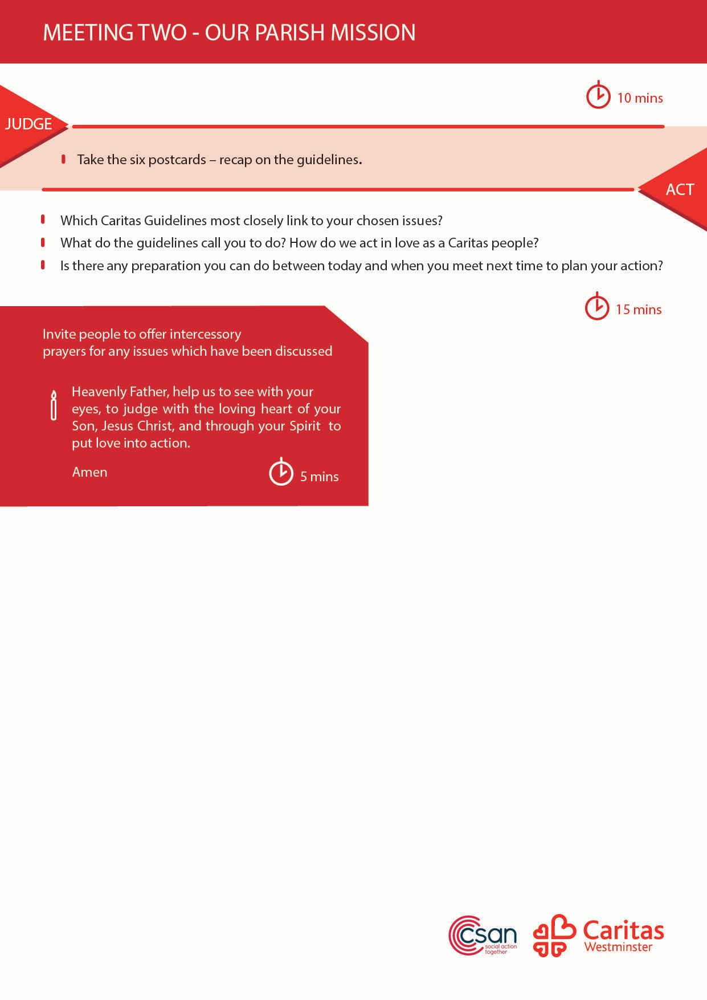 MEETING TWO - OUR PARISH MISSION
10 mins
JUDGE
Take the six postcards – recap on the guidelines.
ACT
Which Caritas Guidelines most closely link to your chosen issues?
What do the guidelines call you to do? How do we act in love as a Caritas people?
Is there any preparation you can do between today and when you meet next time to plan your action?
15 mins
Invite people to offer intercessory
prayers for any issues which have been discussed
Heavenly Father, help us to see with your
eyes, to judge with the loving heart of your
Son, Jesus Christ, and through your Spirit to
put love into action.
Amen
5 mins
csan
social action
together
Caritas
Westminster